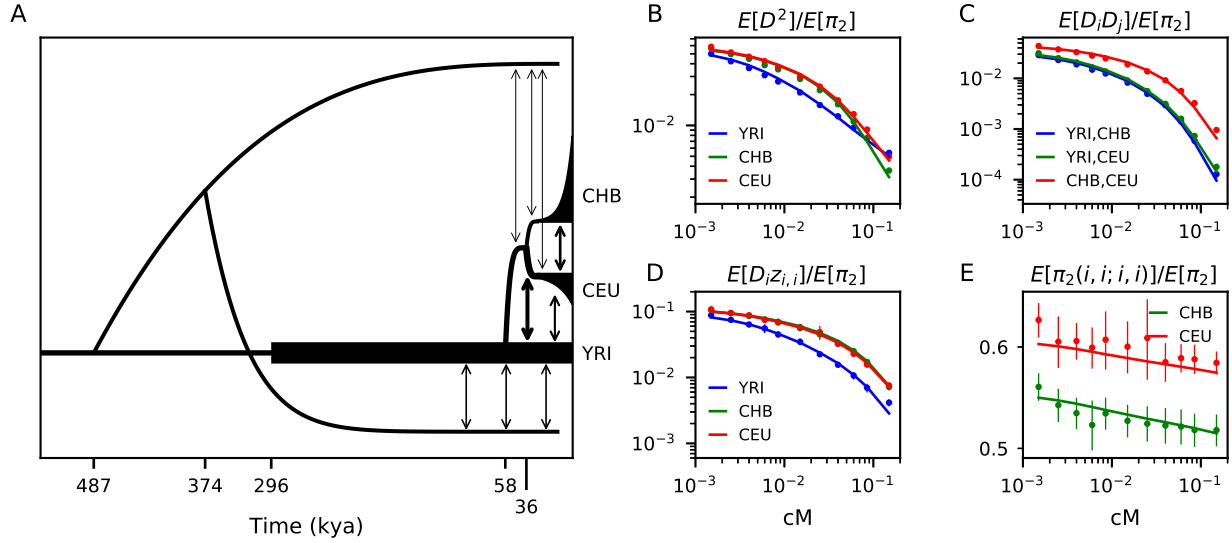 A
CHB
CEU
YRI
487
374
296
58
36
Time (kya)
B
E[D²]/E[π₂]
10⁻²
YRI
CHB
CEU
10⁻³
10⁻²
10⁻¹
C
E[DᵢDⱼ]/E[π₂]
10⁻²
10⁻³
10⁻⁴
YRI,CHB
YRI,CEU
CHB,CEU
10⁻³
10⁻²
10⁻¹
D
E[Dᵢzᵢ,ᵢ]/E[π₂]
10⁻¹
10⁻²
10⁻³
YRI
CHB
CEU
10⁻³
10⁻²
10⁻¹
cM
E
E[π₂(i, i; i, i)]/E[π₂]
0.6
0.5
CHB
CEU
10⁻³
10⁻²
10⁻¹
cM